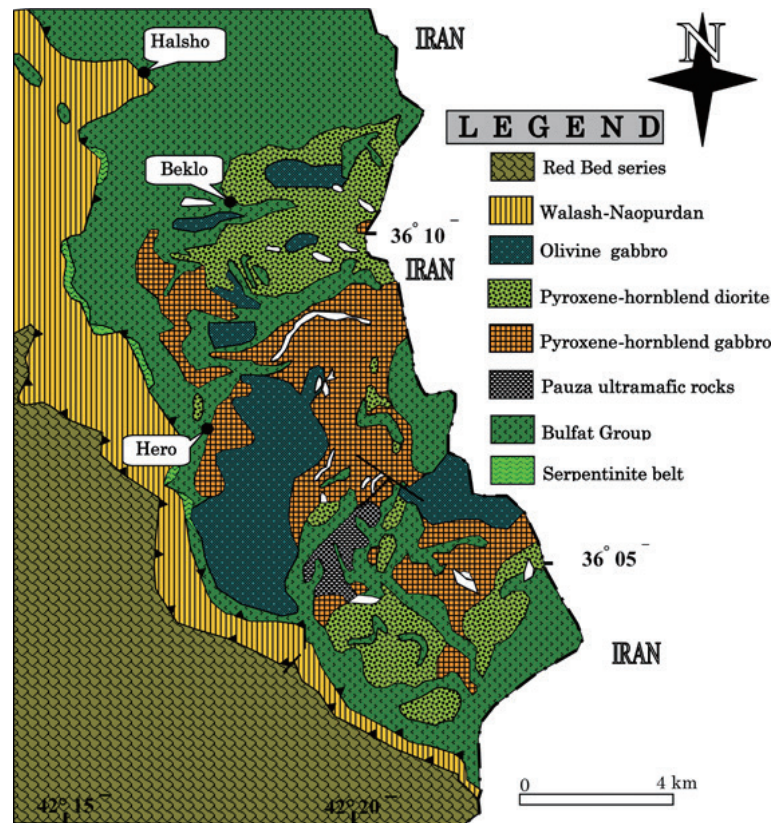 IRAN
N
Halsho
LEGEND
Beklo
Red Bed series
Walash-Naopurdan
36° 10‾
Olivine gabbro
IRAN
Pyroxene-hornblend diorite
Pyroxene-hornblend gabbro
Pauza ultramafic rocks
Hero
Bulfat Group
Serpentinite belt
36° 05‾
IRAN
0 4 km
42° 15‾
42° 20‾